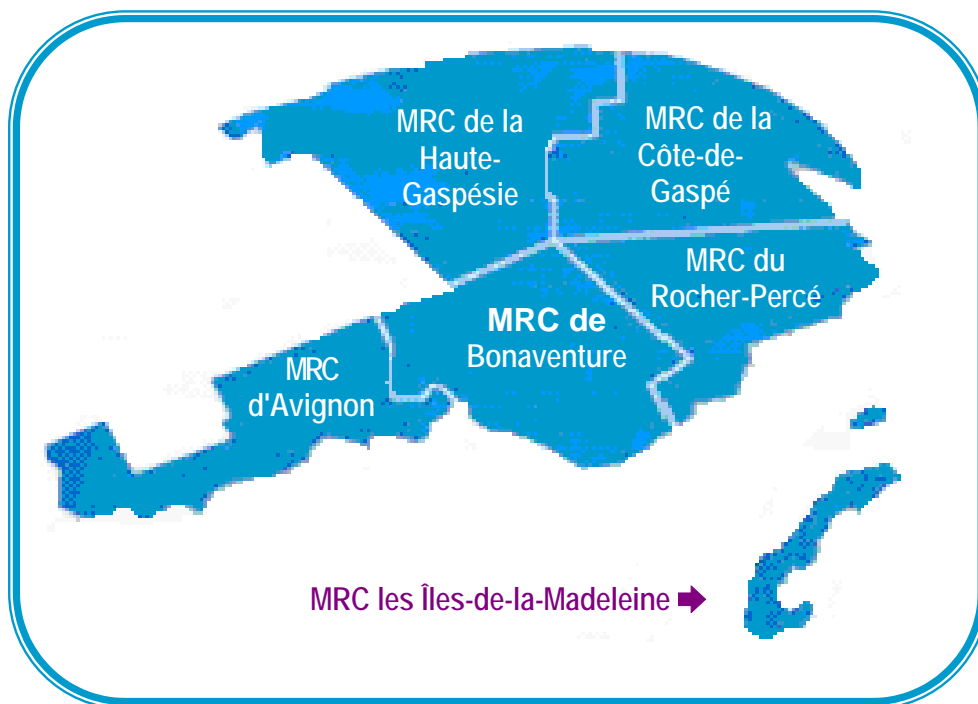 MRC de la
Haute-
Gaspésie
MRC de la
Côte-de-
Gaspé
MRC du
Rocher-Percé
MRC de
Bonaventure
MRC
d'Avignon
MRC les Îles-de-la-Madeleine